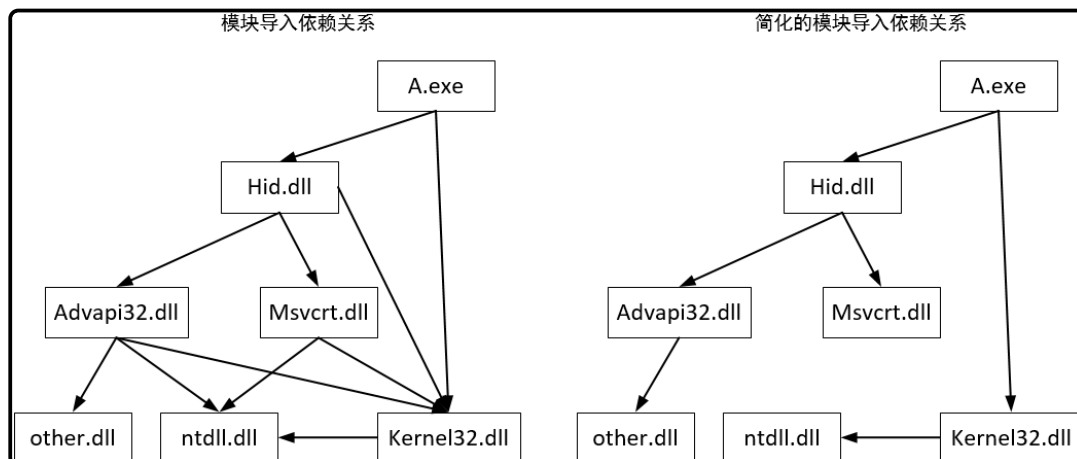 模块导入依赖关系
A.exe
Hid.dll
Advapi32.dll
Msvcrt.dll
other.dll
ntdll.dll
Kernel32.dll
简化的模块导入依赖关系
A.exe
Hid.dll
Advapi32.dll
Msvcrt.dll
other.dll
ntdll.dll
Kernel32.dll